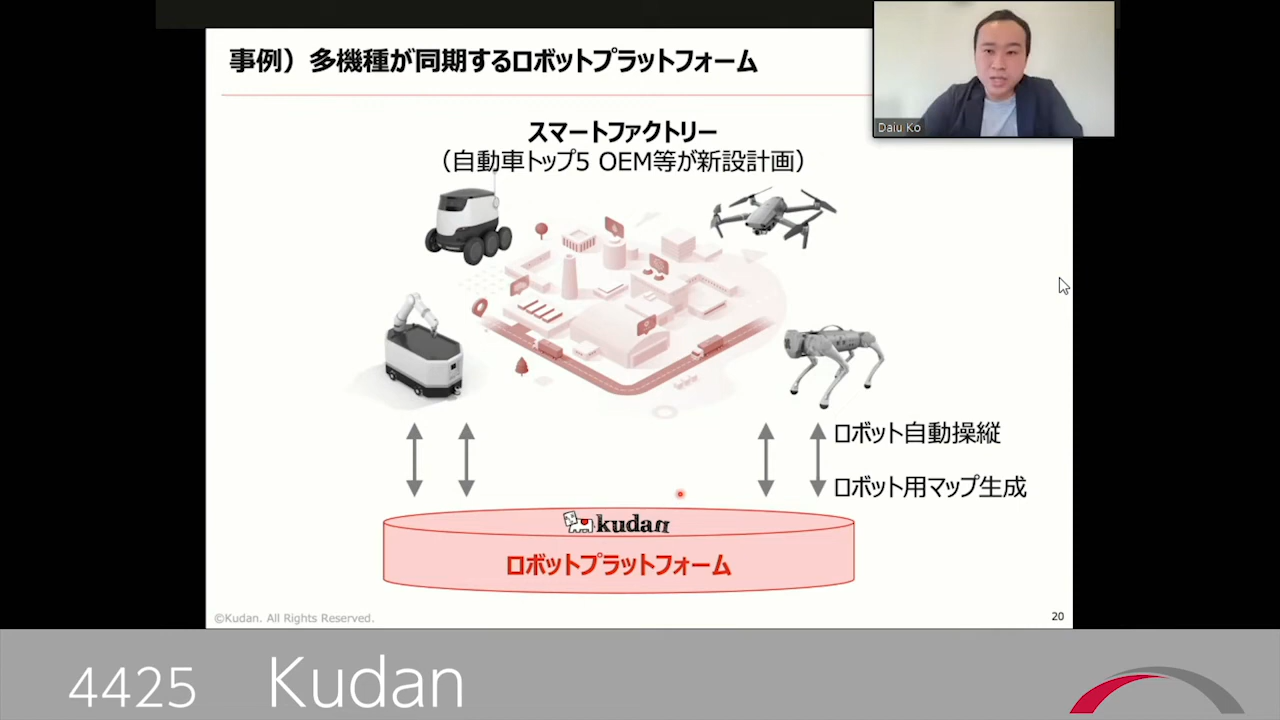 事例）多機種が同期するロボットプラットフォーム
Daiu Ko
スマートファクトリー
（自動車トップ5 OEM等が新設計画）
ロボット自動操縦
ロボット用マップ生成
kudan
ロボットプラットフォーム
©Kudan. All Rights Reserved.
20
4425 Kudan